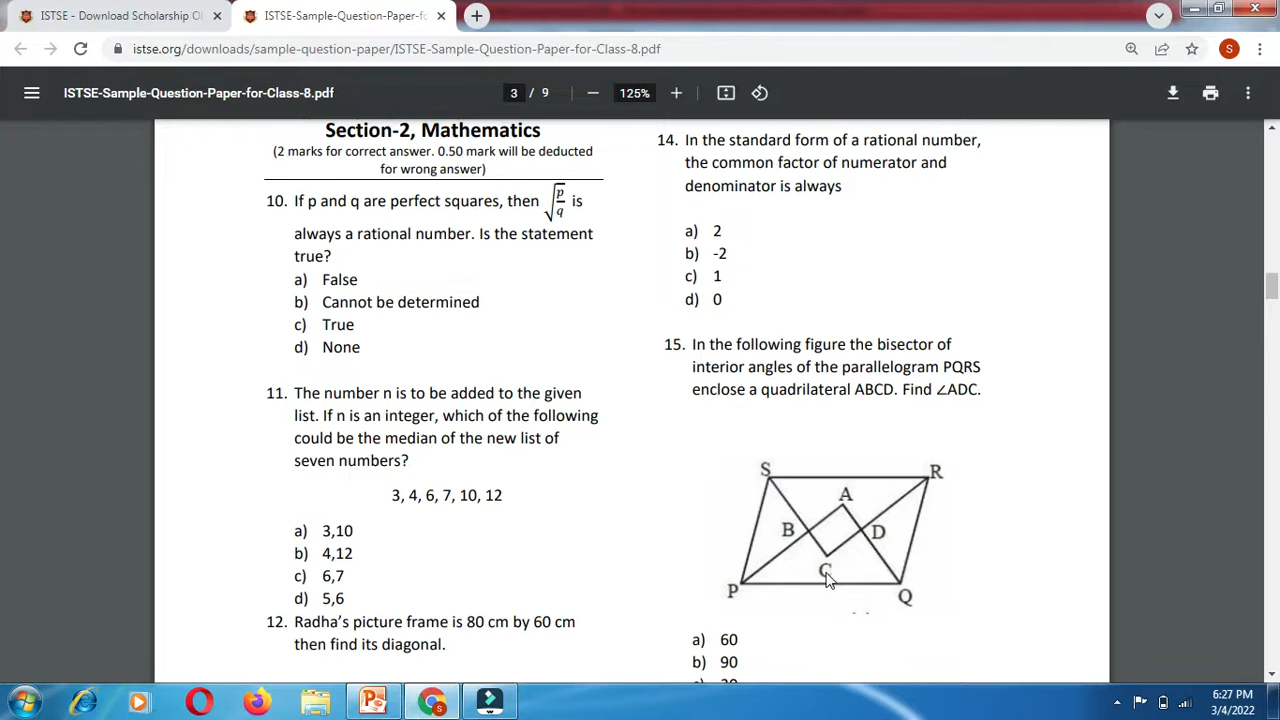 ISTSE - Download Scholarship Ol
ISTSE-Sample-Question-Paper-fo
istse.org/downloads/sample-question-paper/ISTSE-Sample-Question-Paper-for-Class-8.pdf
S
ISTSE-Sample-Question-Paper-for-Class-8.pdf
3 / 9
125%
Section-2, Mathematics
(2 marks for correct answer. 0.50 mark will be deducted
for wrong answer)
10. If p and q are perfect squares, then √(p/q) is
always a rational number. Is the statement
true?
a) False
b) Cannot be determined
c) True
d) None
11. The number n is to be added to the given
list. If n is an integer, which of the following
could be the median of the new list of
seven numbers?
3, 4, 6, 7, 10, 12
a) 3,10
b) 4,12
c) 6,7
d) 5,6
12. Radha's picture frame is 80 cm by 60 cm
then find its diagonal.
14. In the standard form of a rational number,
the common factor of numerator and
denominator is always
a) 2
b) -2
c) 1
d) 0
15. In the following figure the bisector of
interior angles of the parallelogram PQRS
enclose a quadrilateral ABCD. Find ∠ADC.
S
R
A
B
D
C
P
Q
a) 60
b) 90
6:27 PM
3/4/2022